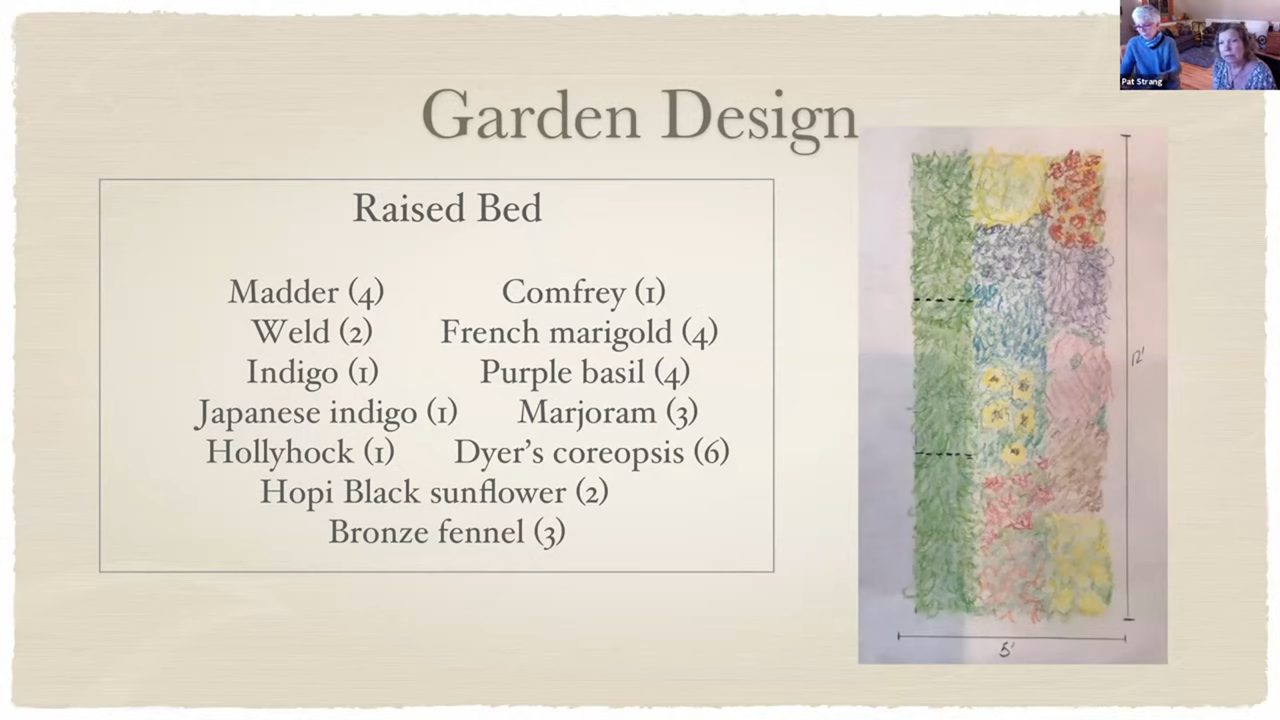 Pat Strang
Garden Design
Raised Bed
Madder (4) Comfrey (1)
Weld (2) French marigold (4)
Indigo (1) Purple basil (4)
Japanese indigo (1) Marjoram (3)
Hollyhock (1) Dyer’s coreopsis (6)
Hopi Black sunflower (2)
Bronze fennel (3)
12'
5'